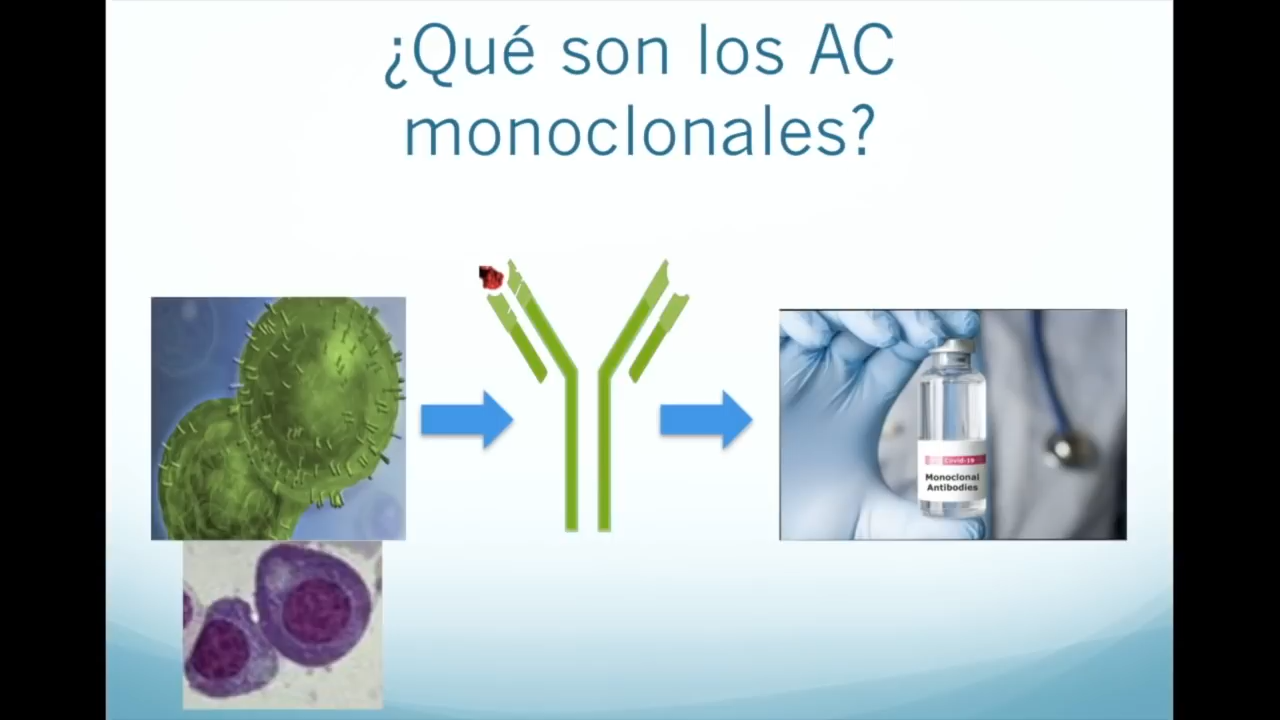 ¿Qué son los AC
monoclonales?
Covid-19
Monoclonal
Antibodies